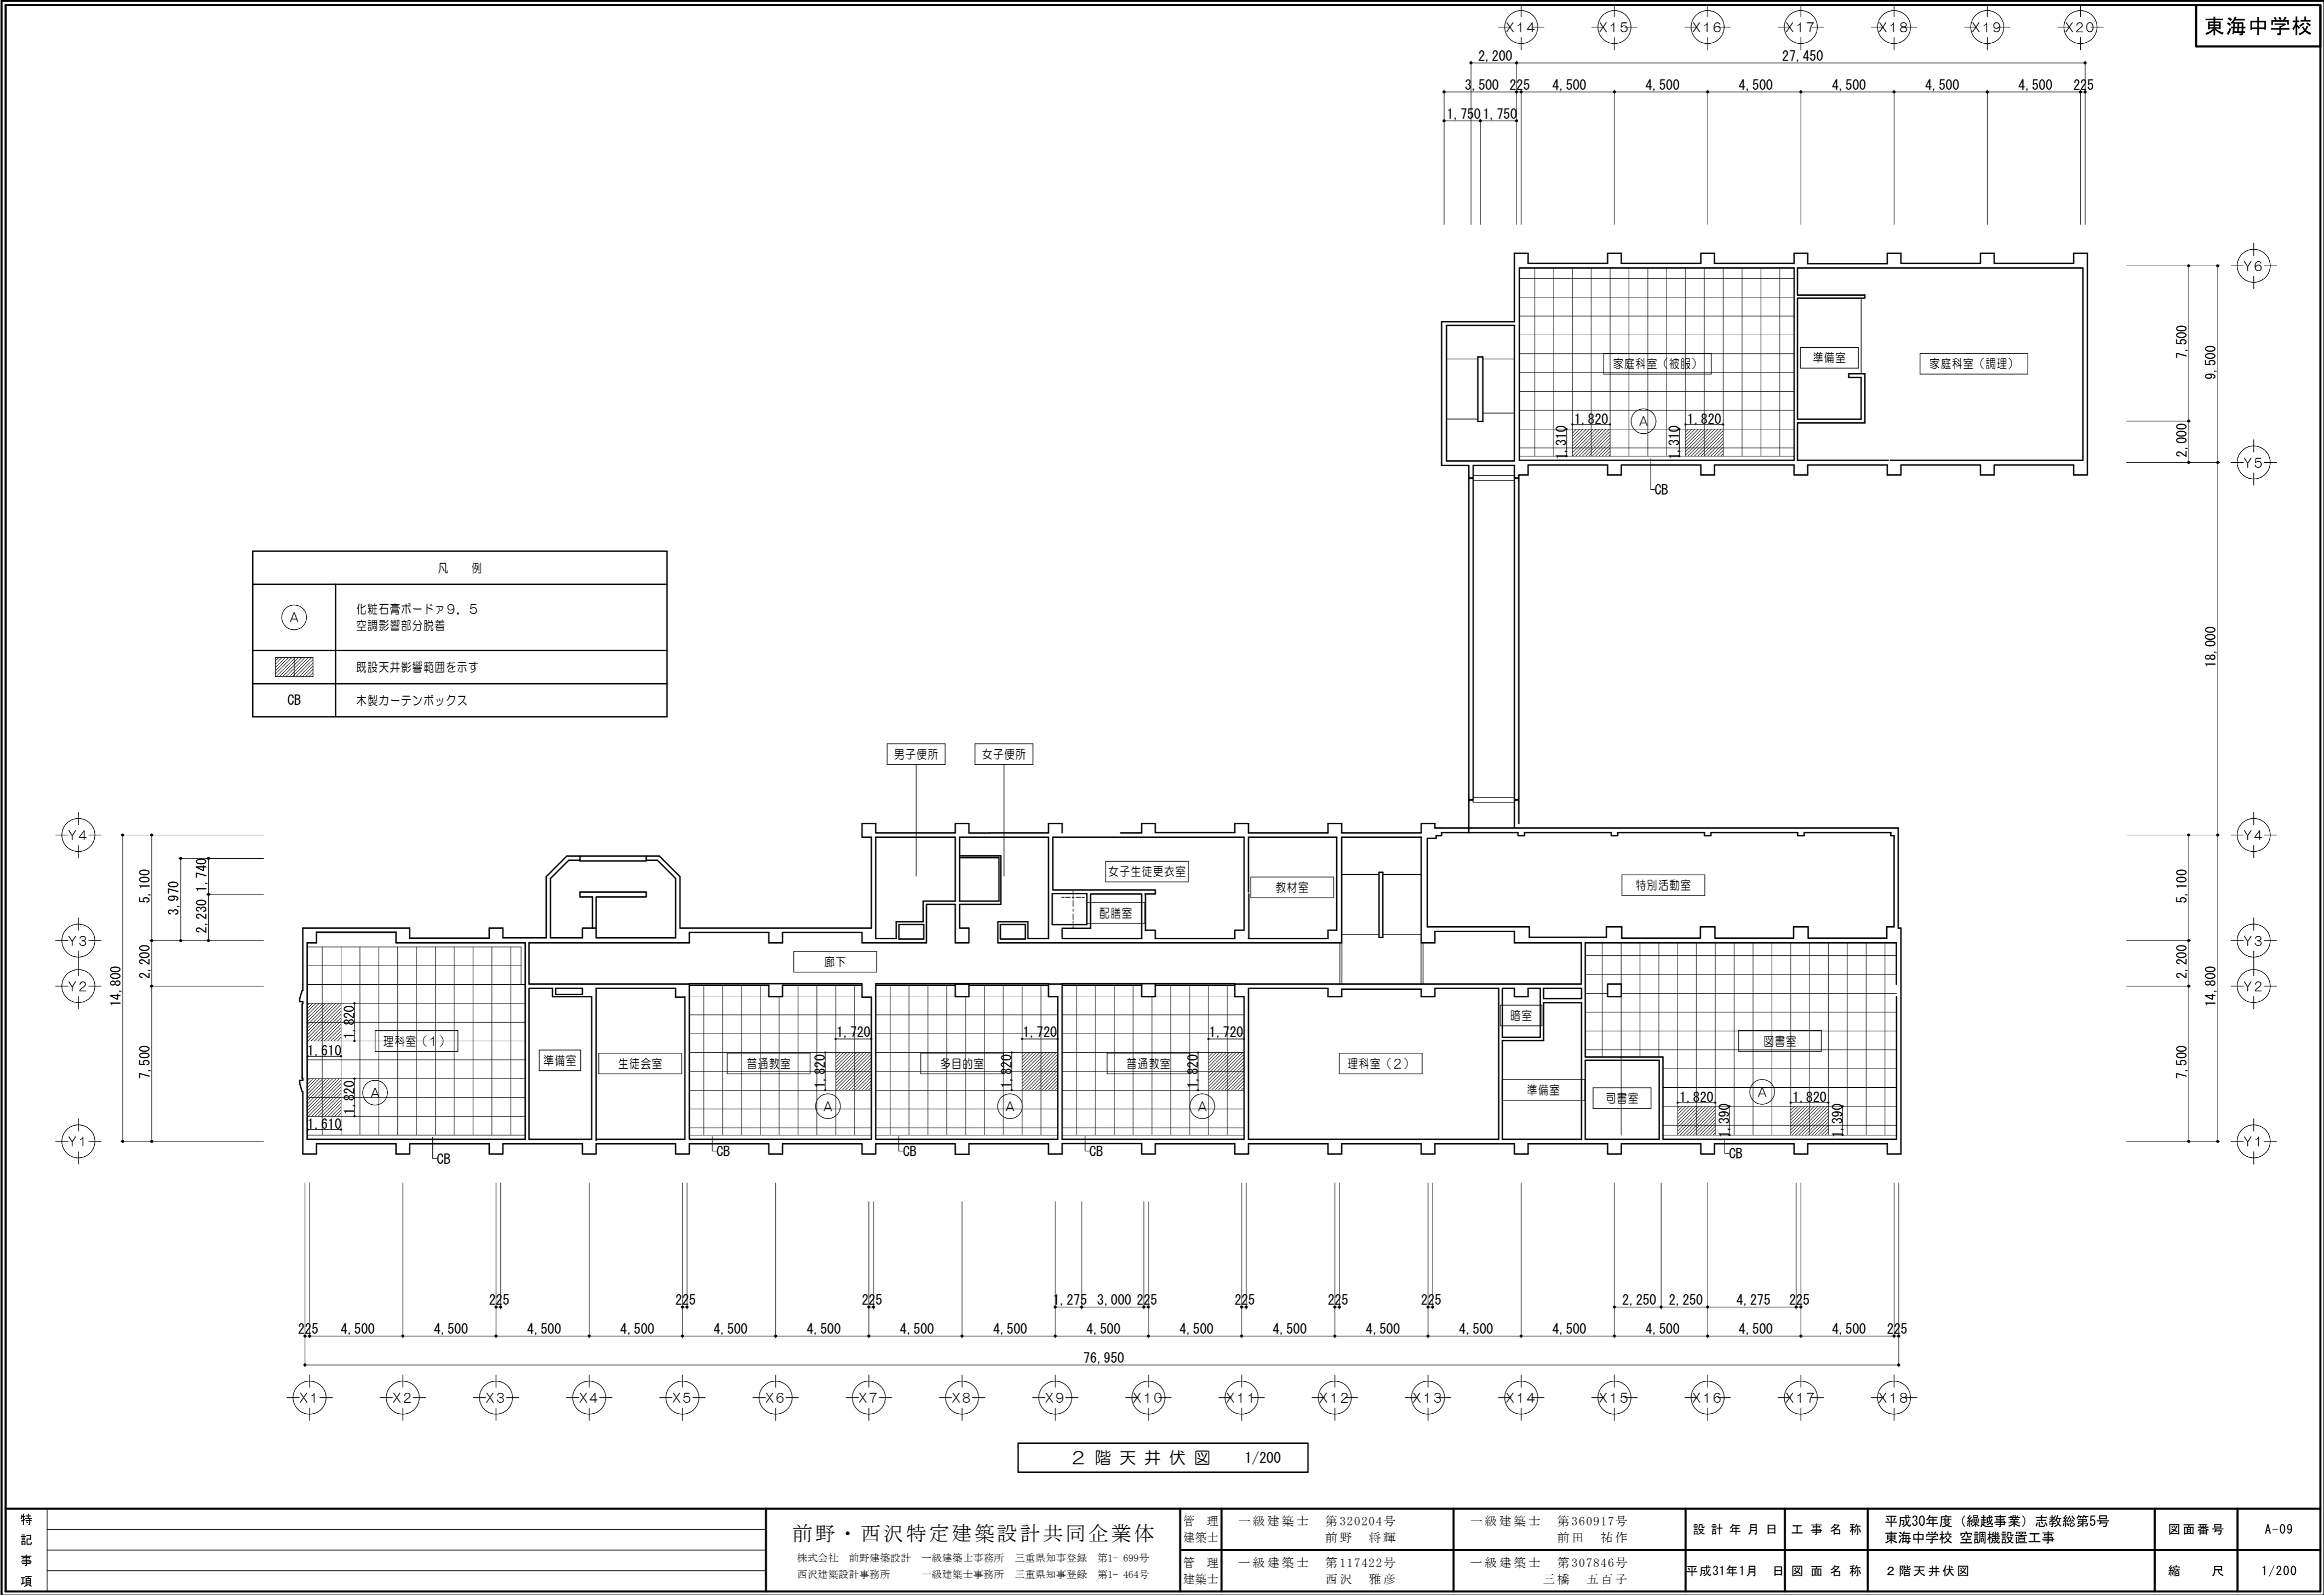 東海中学校
X14 X15 X16 X17 X18 X19 X20
2,200 27,450
3,500 225 4,500 4,500 4,500 4,500 4,500 4,500 225
1,750 1,750
Y6
7,500
9,500
2,000
Y5
18,000
家庭科室(被服)
準備室
家庭科室(調理)
1,820 A 1,820
1,310 1,310
CB
凡 例
A
化粧石膏ボードァ9.5
空調影響部分脱着
既設天井影響範囲を示す
CB 木製カーテンボックス
男子便所 女子便所
Y4
Y3
Y2
Y1
14,800
5,100
2,200
7,500
3,970
1,740
2,230
女子生徒更衣室
配膳室
教材室
特別活動室
廊下
理科室(1)
1,820
1,610
1,820
1,610
A
CB
準備室
生徒会室
普通教室
1,720
1,820
A
CB
多目的室
1,720
1,820
A
CB
普通教室
1,720
1,820
A
CB
理科室(2)
暗室
準備室
司書室
図書室
A
1,820 1,820
1,390 1,390
CB
Y4
Y3
Y2
Y1
5,100
2,200
7,500
14,800
225 225 225 1,275 3,000 225 225 225 225 2,250 2,250 4,275 225
225 4,500 4,500 4,500 4,500 4,500 4,500 4,500 4,500 4,500 4,500 4,500 4,500 4,500 4,500 4,500 4,500 4,500 225
76,950
X1 X2 X3 X4 X5 X6 X7 X8 X9 X10 X11 X12 X13 X14 X15 X16 X17 X18
2階天井伏図 1/200
特記事項
前野・西沢特定建築設計共同企業体
株式会社 前野建築設計 一級建築士事務所 三重県知事登録 第1- 699号
西沢建築設計事務所 一級建築士事務所 三重県知事登録 第1- 464号
管理建築士 一級建築士 第320204号 前野 将輝
一級建築士 第360917号 前田 祐作
管理建築士 一級建築士 第117422号 西沢 雅彦
一級建築士 第307846号 三橋 五百子
設計年月日
平成31年1月 日
工事名称
平成30年度(繰越事業)志教総第5号
東海中学校 空調機設置工事
図面名称 2階天井伏図
図面番号 A-09
縮尺 1/200